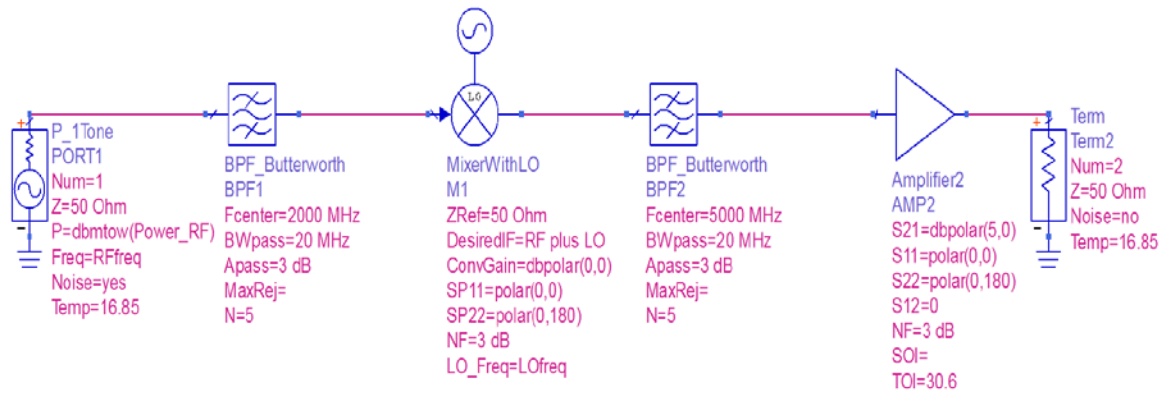 P_1Tone
PORT1
Num=1
Z=50 Ohm
P=dbmtow(Power_RF)
Freq=RFfreq
Noise=yes
Temp=16.85
BPF_Butterworth
BPF1
Fcenter=2000 MHz
BWpass=20 MHz
Apass=3 dB
MaxRej=
N=5
LO
MixerWithLO
M1
ZRef=50 Ohm
DesiredIF=RF plus LO
ConvGain=dbpolar(0,0)
SP11=polar(0,0)
SP22=polar(0,180)
NF=3 dB
LO_Freq=LOfreq
BPF_Butterworth
BPF2
Fcenter=5000 MHz
BWpass=20 MHz
Apass=3 dB
MaxRej=
N=5
Amplifier2
AMP2
S21=dbpolar(5,0)
S11=polar(0,0)
S22=polar(0,180)
S12=0
NF=3 dB
SOI=
TOI=30.6
Term
Term2
Num=2
Z=50 Ohm
Noise=no
Temp=16.85